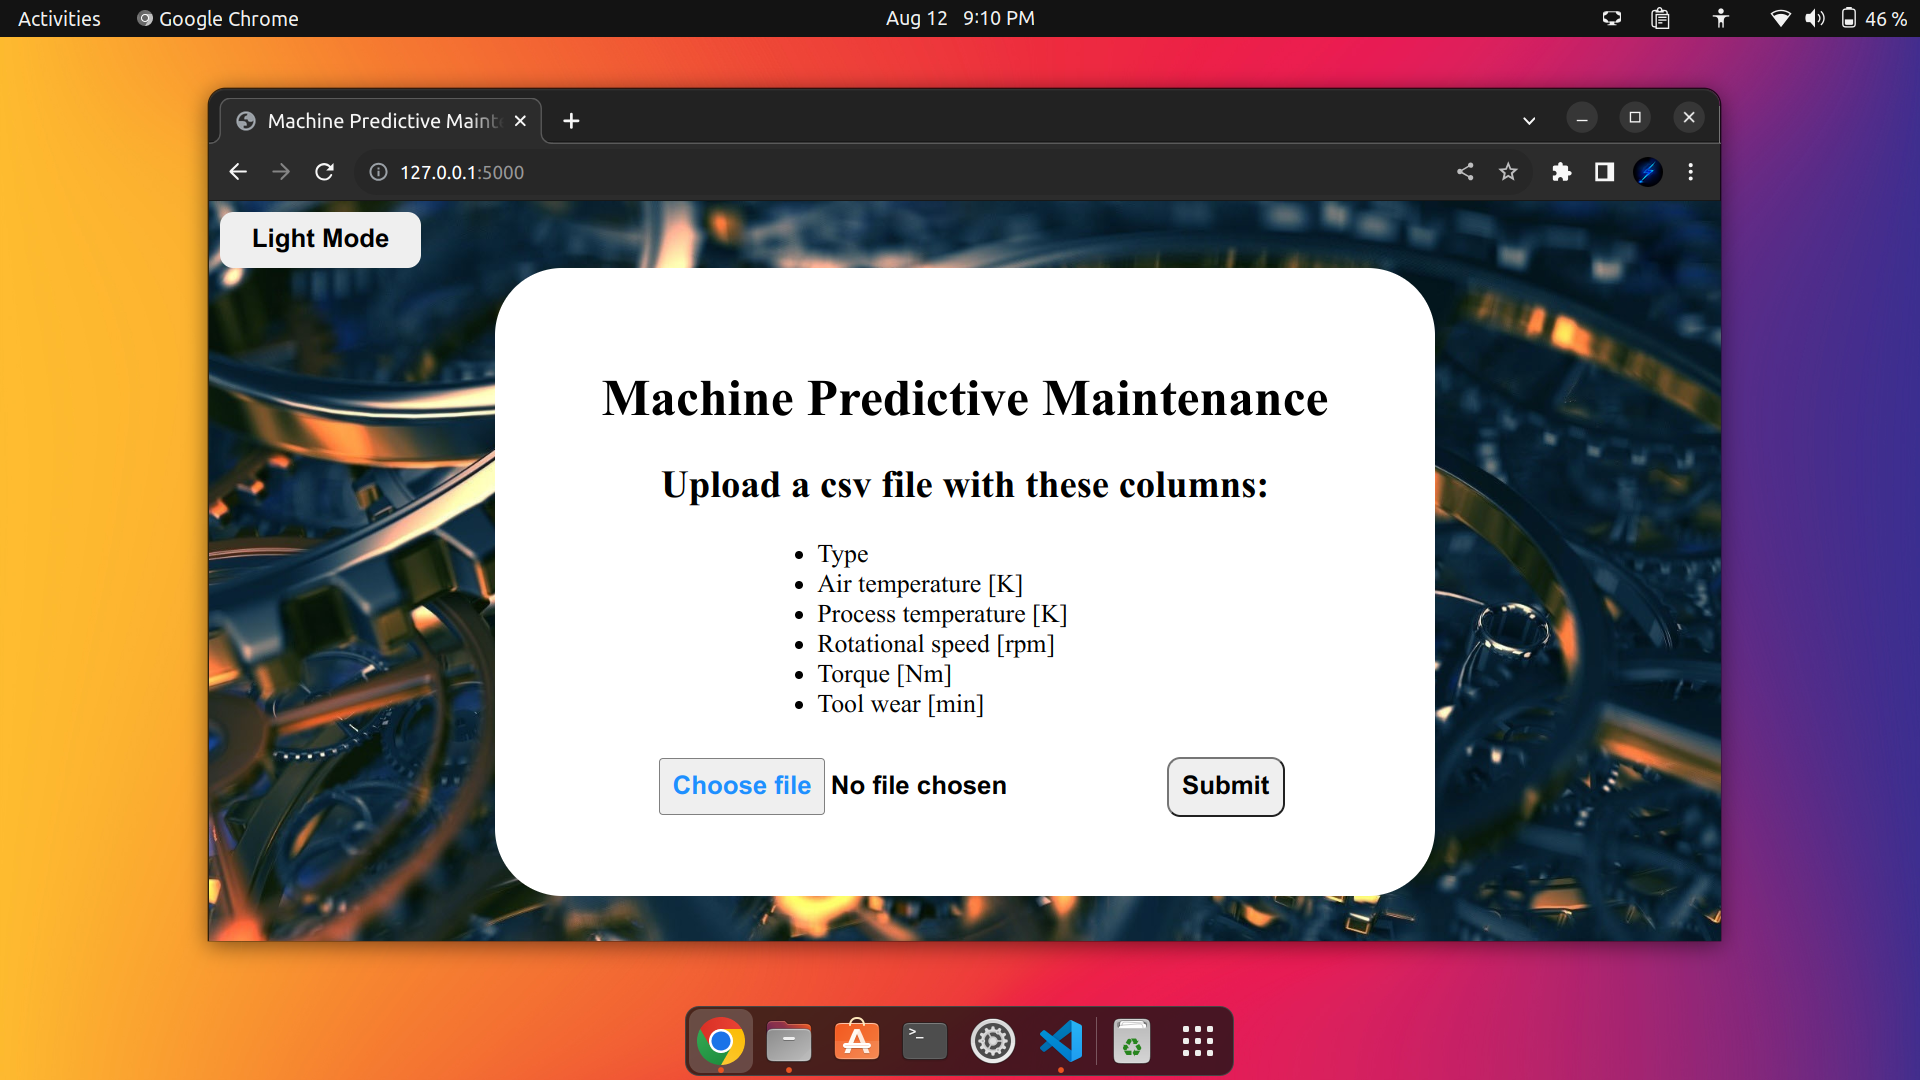 Activities
Google Chrome
Aug 12 9:10 PM
46 %
Machine Predictive Maint
127.0.0.1:5000
Light Mode
Machine Predictive Maintenance
Upload a csv file with these columns:
• Type
• Air temperature [K]
• Process temperature [K]
• Rotational speed [rpm]
• Torque [Nm]
• Tool wear [min]
Choose file No file chosen
Submit